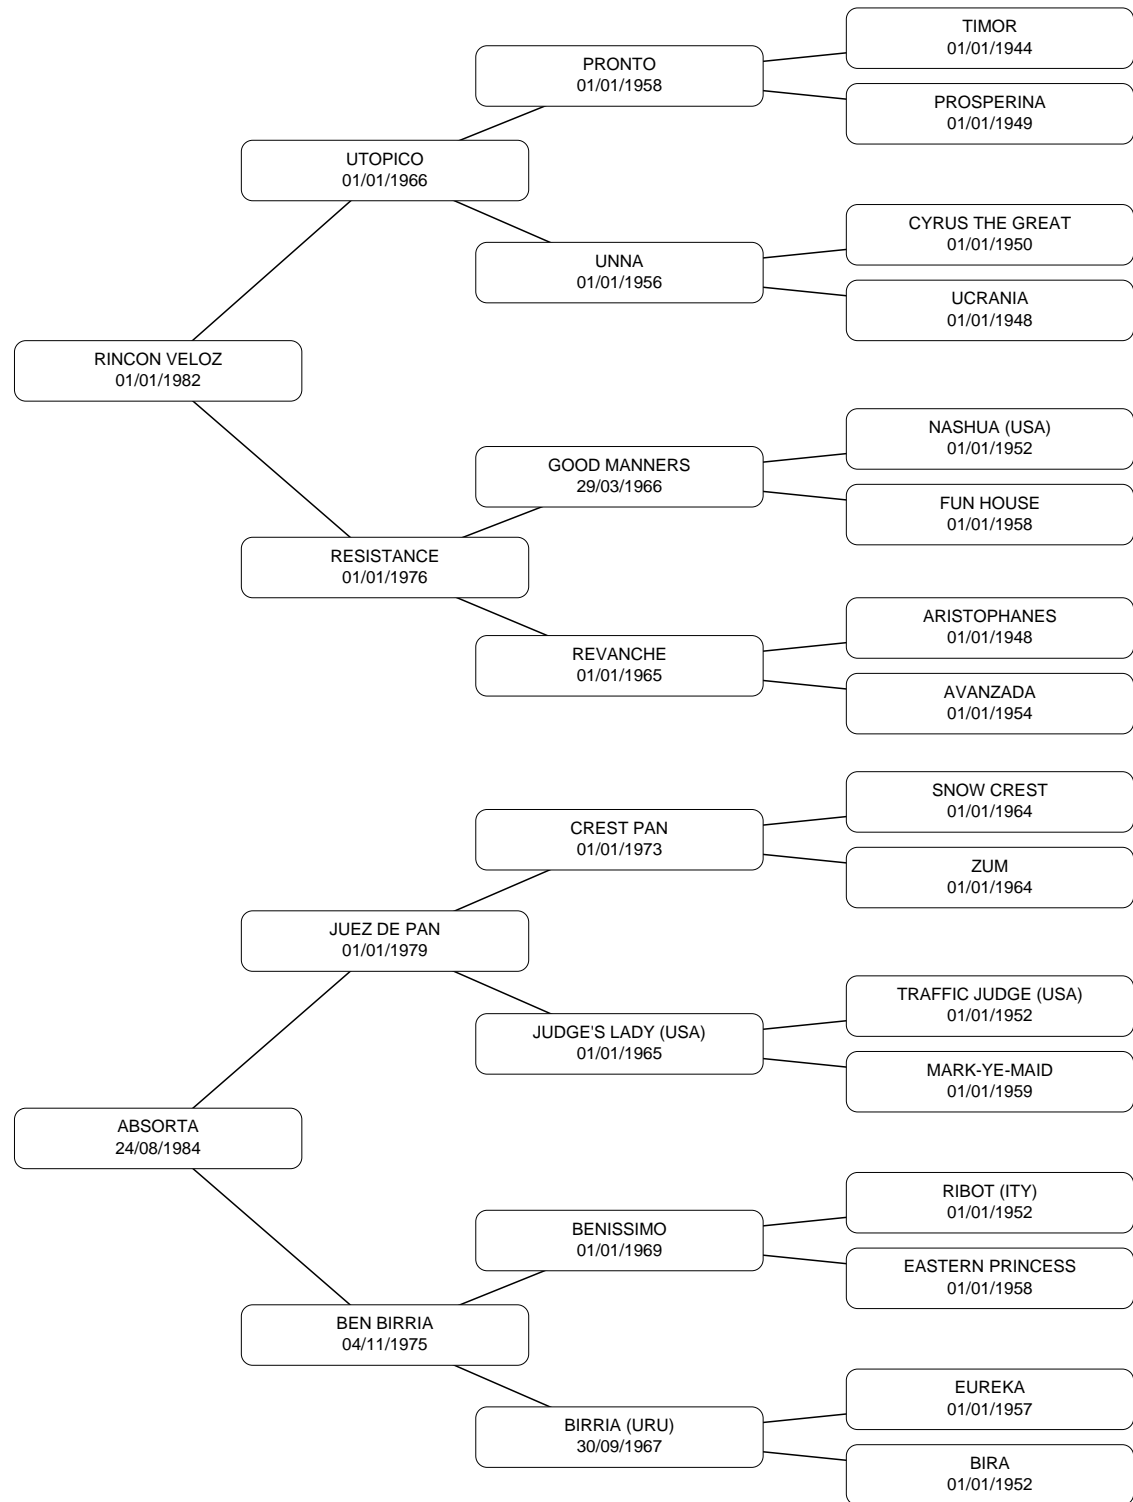 TIMOR
01/01/1944
PRONTO
01/01/1958
PROSPERINA
01/01/1949
UTOPICO
01/01/1966
CYRUS THE GREAT
01/01/1950
UNNA
01/01/1956
UCRANIA
01/01/1948
RINCON VELOZ
01/01/1982
NASHUA (USA)
01/01/1952
GOOD MANNERS
29/03/1966
FUN HOUSE
01/01/1958
RESISTANCE
01/01/1976
ARISTOPHANES
01/01/1948
REVANCHE
01/01/1965
AVANZADA
01/01/1954
SNOW CREST
01/01/1964
CREST PAN
01/01/1973
ZUM
01/01/1964
JUEZ DE PAN
01/01/1979
TRAFFIC JUDGE (USA)
01/01/1952
JUDGE'S LADY (USA)
01/01/1965
MARK-YE-MAID
01/01/1959
ABSORTA
24/08/1984
RIBOT (ITY)
01/01/1952
BENISSIMO
01/01/1969
EASTERN PRINCESS
01/01/1958
BEN BIRRIA
04/11/1975
EUREKA
01/01/1957
BIRRIA (URU)
30/09/1967
BIRA
01/01/1952